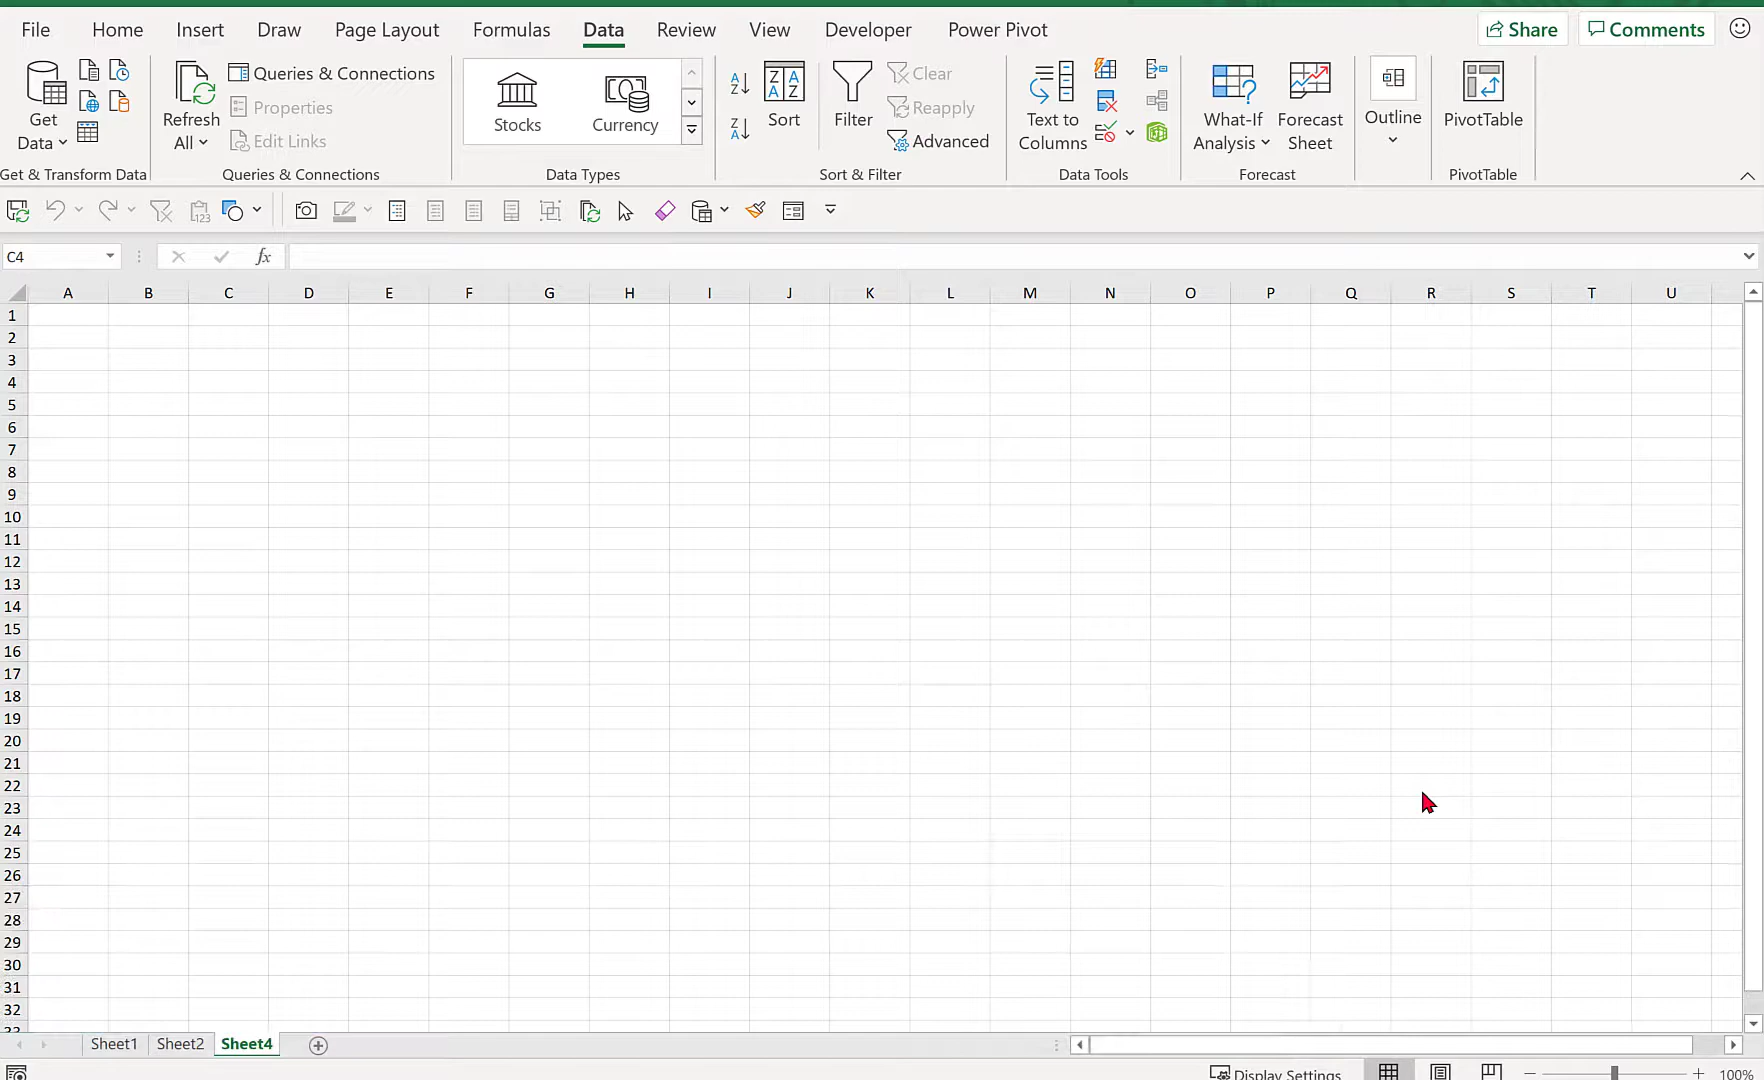 File Home Insert Draw Page Layout Formulas Data Review View Developer Power Pivot Share Comments
Get Data
Refresh All
Queries & Connections
Properties
Edit Links
Stocks
Currency
Sort
Filter
Clear
Reapply
Advanced
Text to Columns
What-If Analysis
Forecast Sheet
Outline
PivotTable
Get & Transform Data Queries & Connections Data Types Sort & Filter Data Tools Forecast PivotTable
C4 fx
A B C D E F G H I J K L M N O P Q R S T U
1
2
3
4
5
6
7
8
9
10
11
12
13
14
15
16
17
18
19
20
21
22
23
24
25
26
27
28
29
30
31
32
33
Sheet1 Sheet2 Sheet4
Display Settings 100%